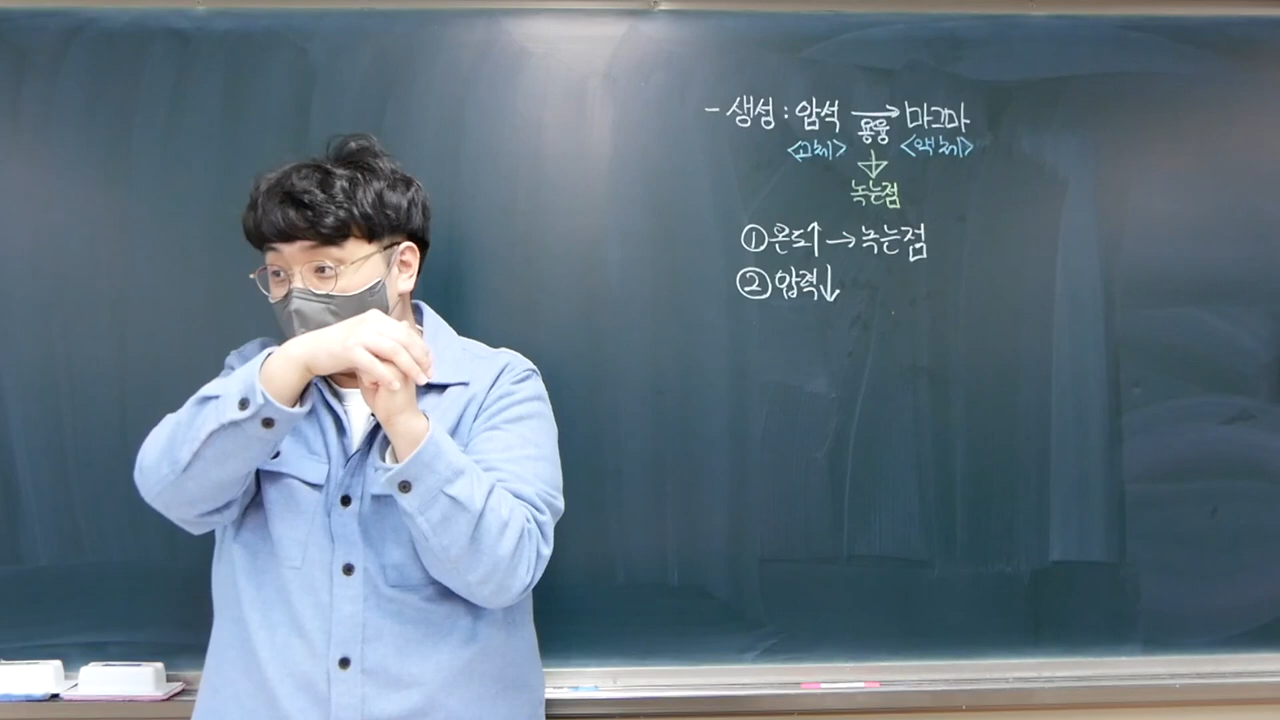 - 생성 : 암석 → 마그마
용융
<고체> <액체>
녹는점
① 온도↑ → 녹는점
② 압력↓